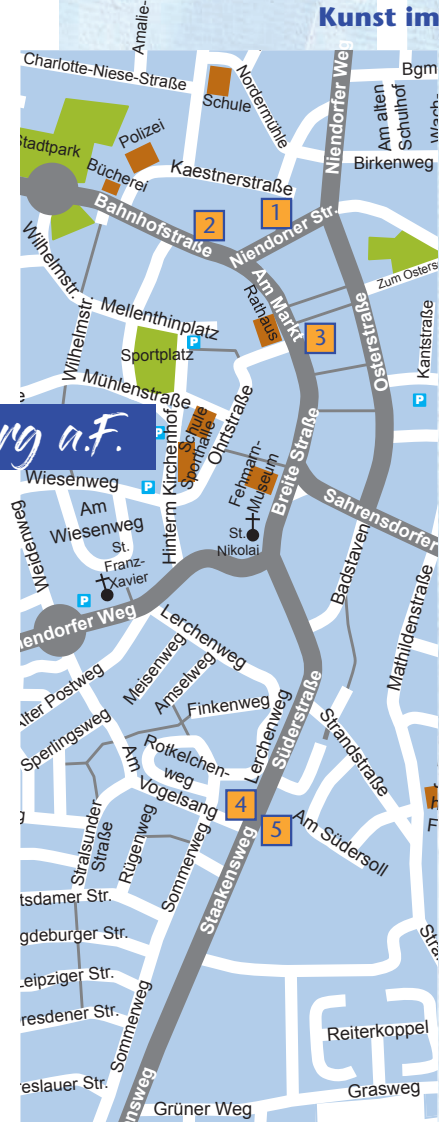 Kunst im
Amalie-
Charlotte-Niese-Straße
Schule
Nordermühle
Niendorfer Weg
Bgm
Am alten
Schulhof
Birkenweg
Stadtpark
Polizei
Bücherei
Kaestnerstraße
1
2
Bahnhofstraße
Niendorfer Str.
Wilhelmstr.
Am Markt
Rathaus
Zum Osters
Mellenthinplatz
P
3
Osterstraße
Kantstraße
Wilhelmstr.
Sportplatz
Mühlenstraße
P
rg a.F.
P
Schule
Sporthalle
Ohrtstraße
Hinterm Kirchenhof
Wiesenweg
P
Fehmarn-
Museum
Breite Straße
Sahrensdorfer
Am
Wiesenweg
Weidenweg
St.
Nikolai
St.
Franz-
Xavier
P
Badstaven
Mathildenstraße
endorfer Weg
Lerchenweg
Meisenweg
Amselweg
Finkenweg
Alter Postweg
Sperlingsweg
Lerchenweg
Süderstraße
Strandstraße
Rotkelchen-
weg
Am
Vogelsang
4
5
Am Südersoll
Stralsunder
Straße
Rügenweg
Sommerweg
Staakensweg
F
tsdamer Str.
gdeburger Str.
Leipziger Str.
resdener Str.
Sommerweg
Reiterkoppel
eslauer Str.
nsweg
Grüner Weg
Grasweg